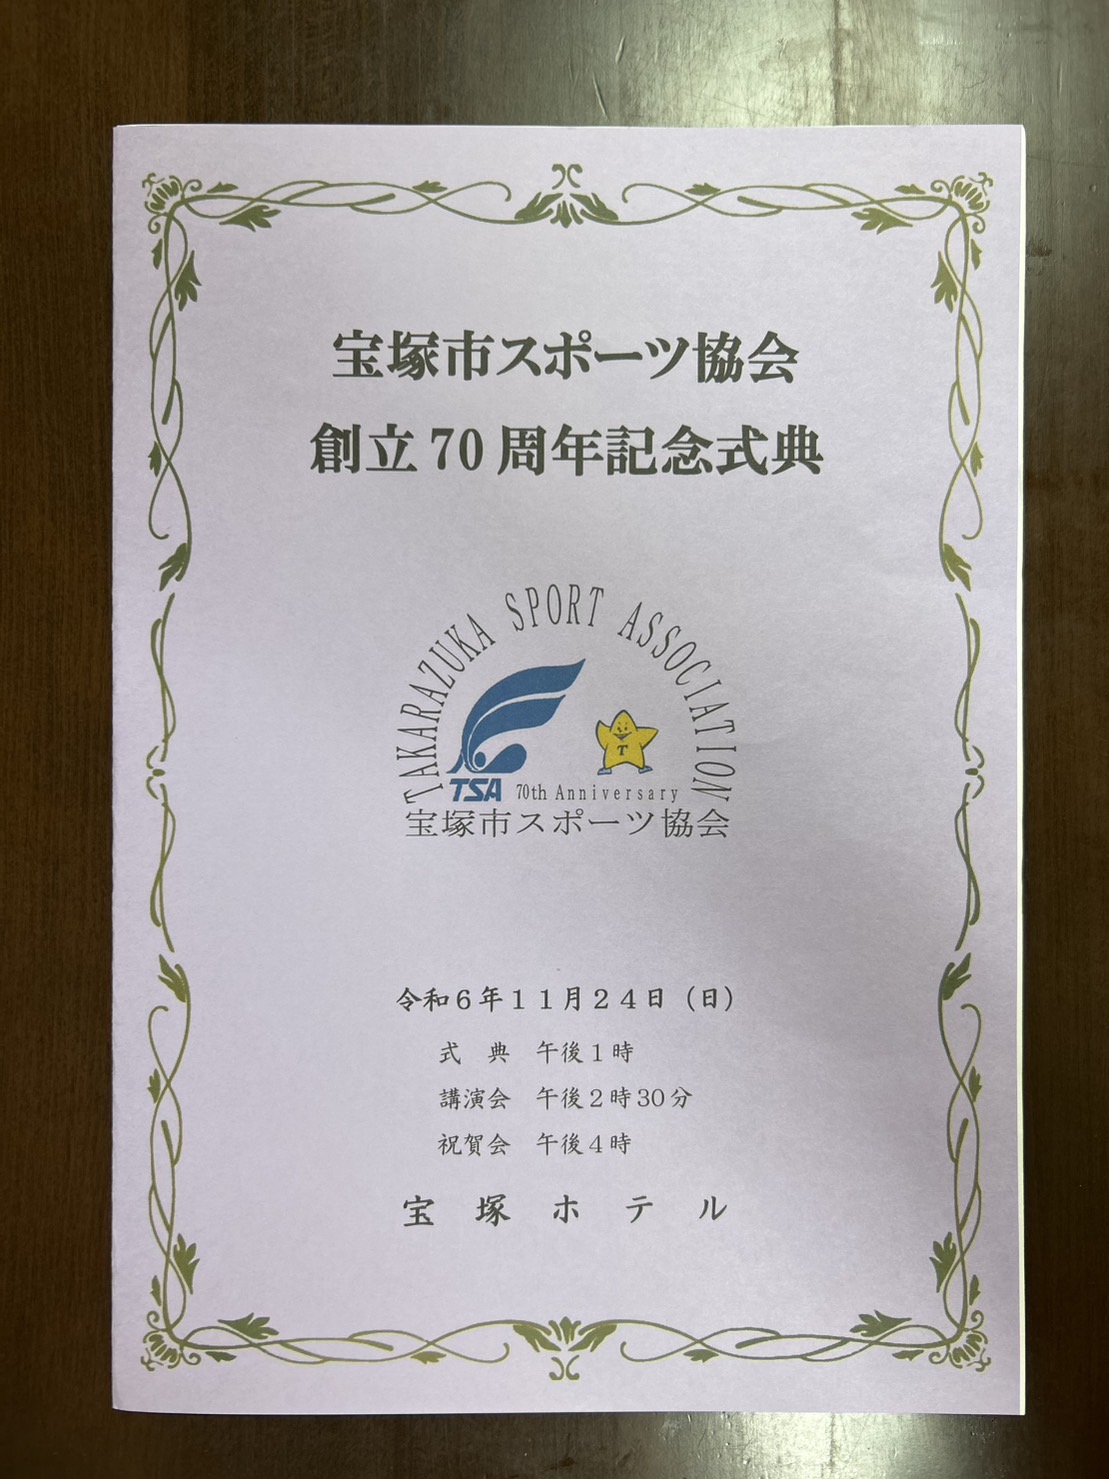 宝塚市スポーツ協会
創立70周年記念式典
TAKARAZUKA SPORT ASSOCIATION
T
TSA 70th Anniversary
宝塚市スポーツ協会
令和６年１１月２４日（日）
式　典　午後１時
講演会　午後２時30分
祝賀会　午後４時
宝塚ホテル